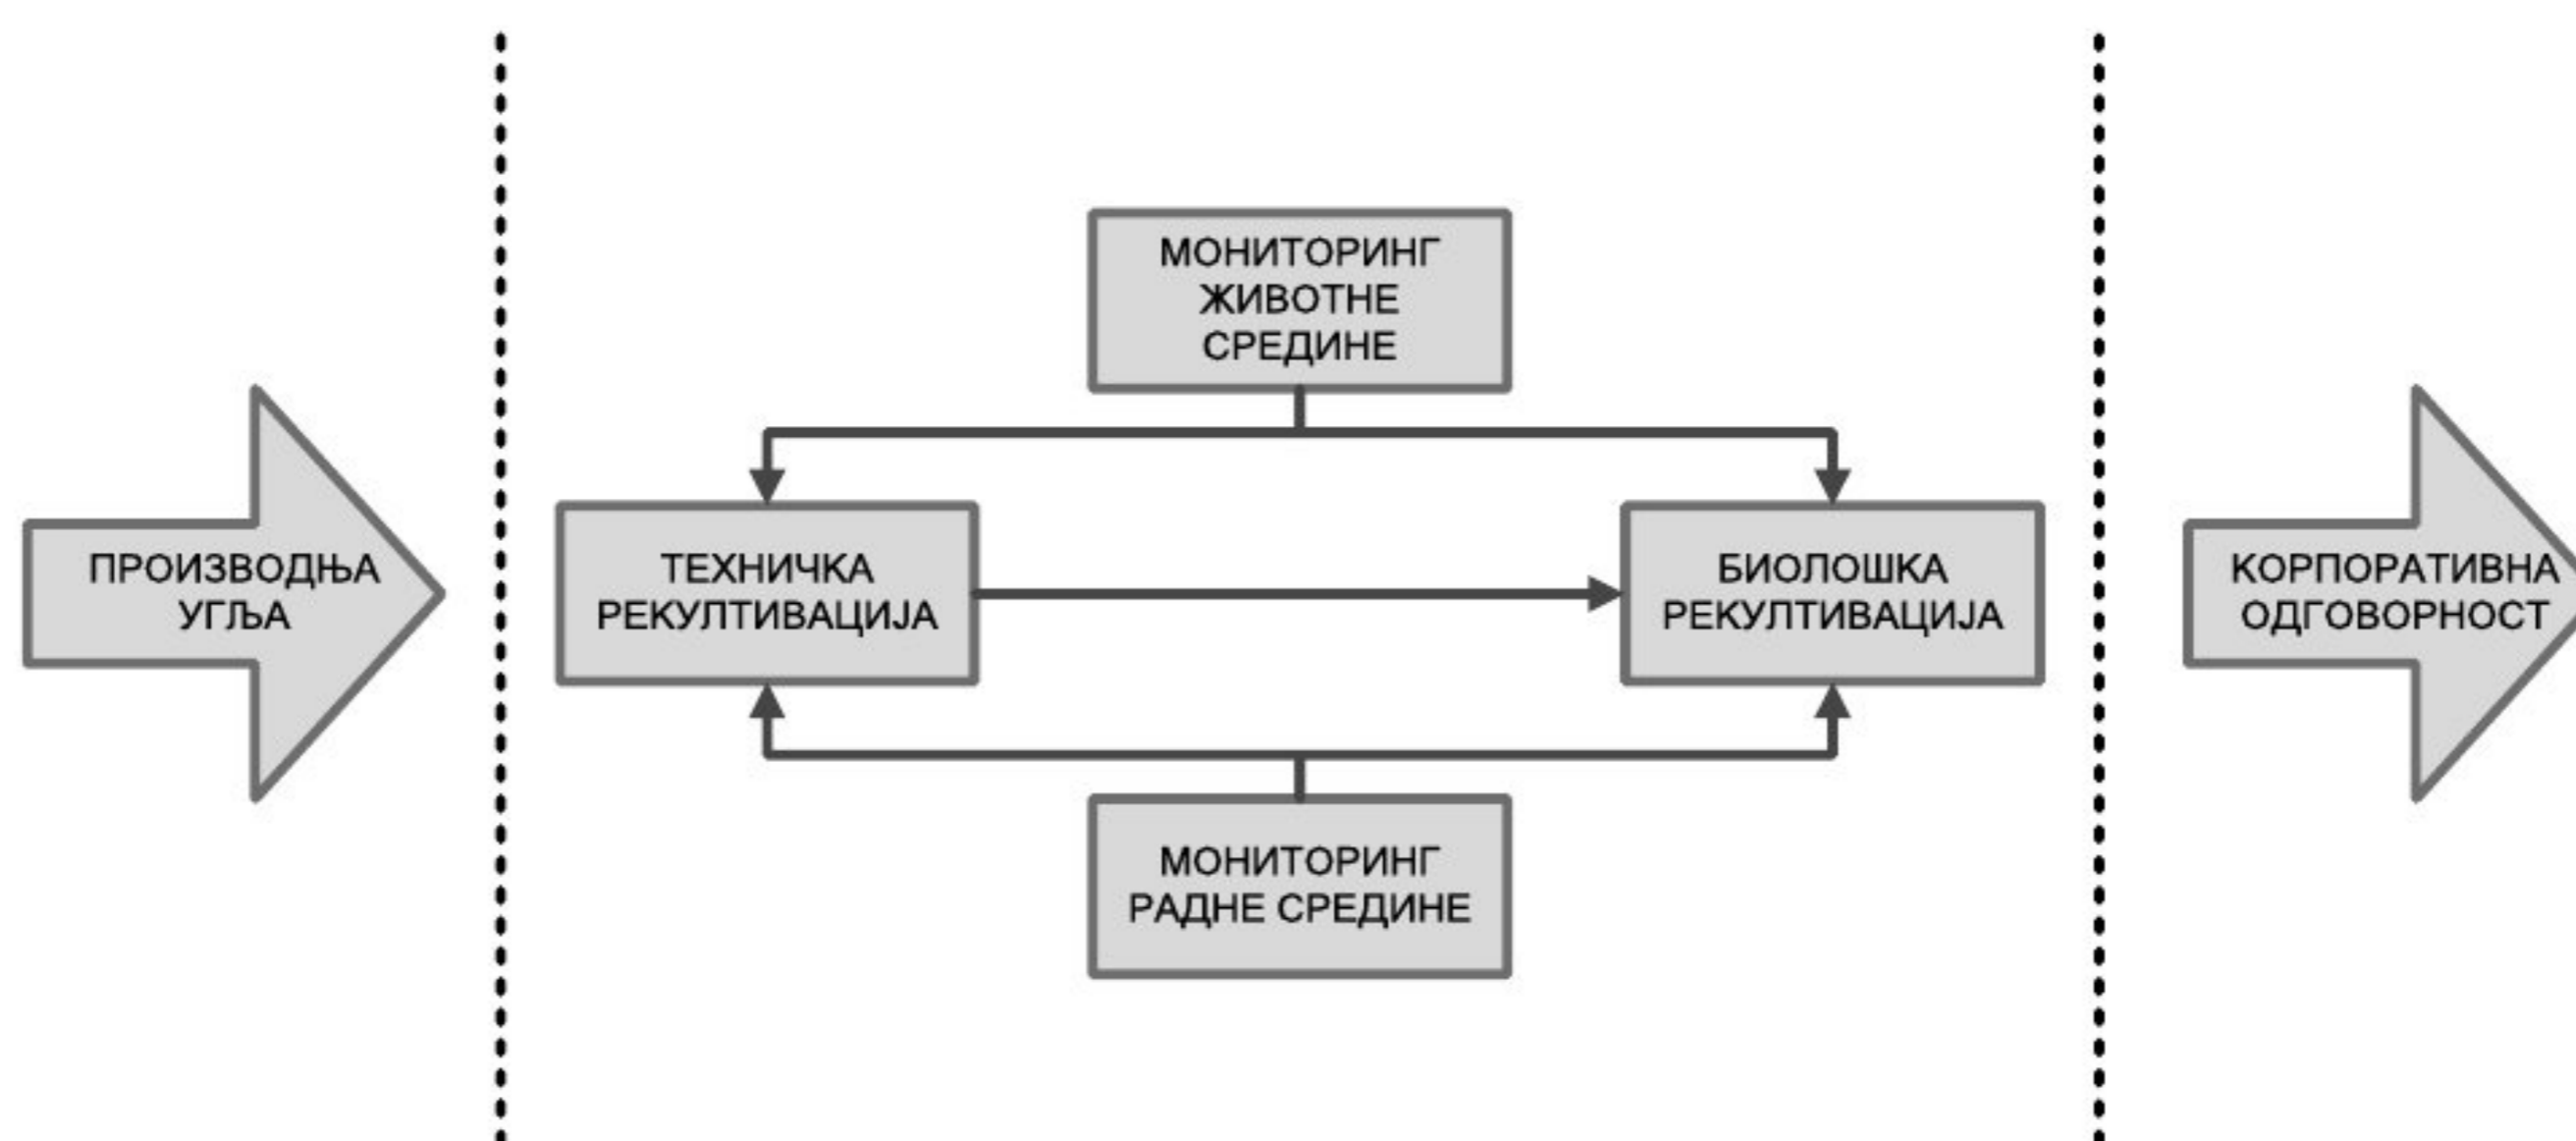 МОНИТОРИНГ
ЖИВОТНЕ
СРЕДИНЕ
ПРОИЗВОДЊА
УГЉА
ТЕХНИЧКА
РЕКУЛТИВАЦИЈА
БИОЛОШКА
РЕКУЛТИВАЦИЈА
КОРПОРАТИВНА
ОДГОВОРНОСТ
МОНИТОРИНГ
РАДНЕ СРЕДИНЕ